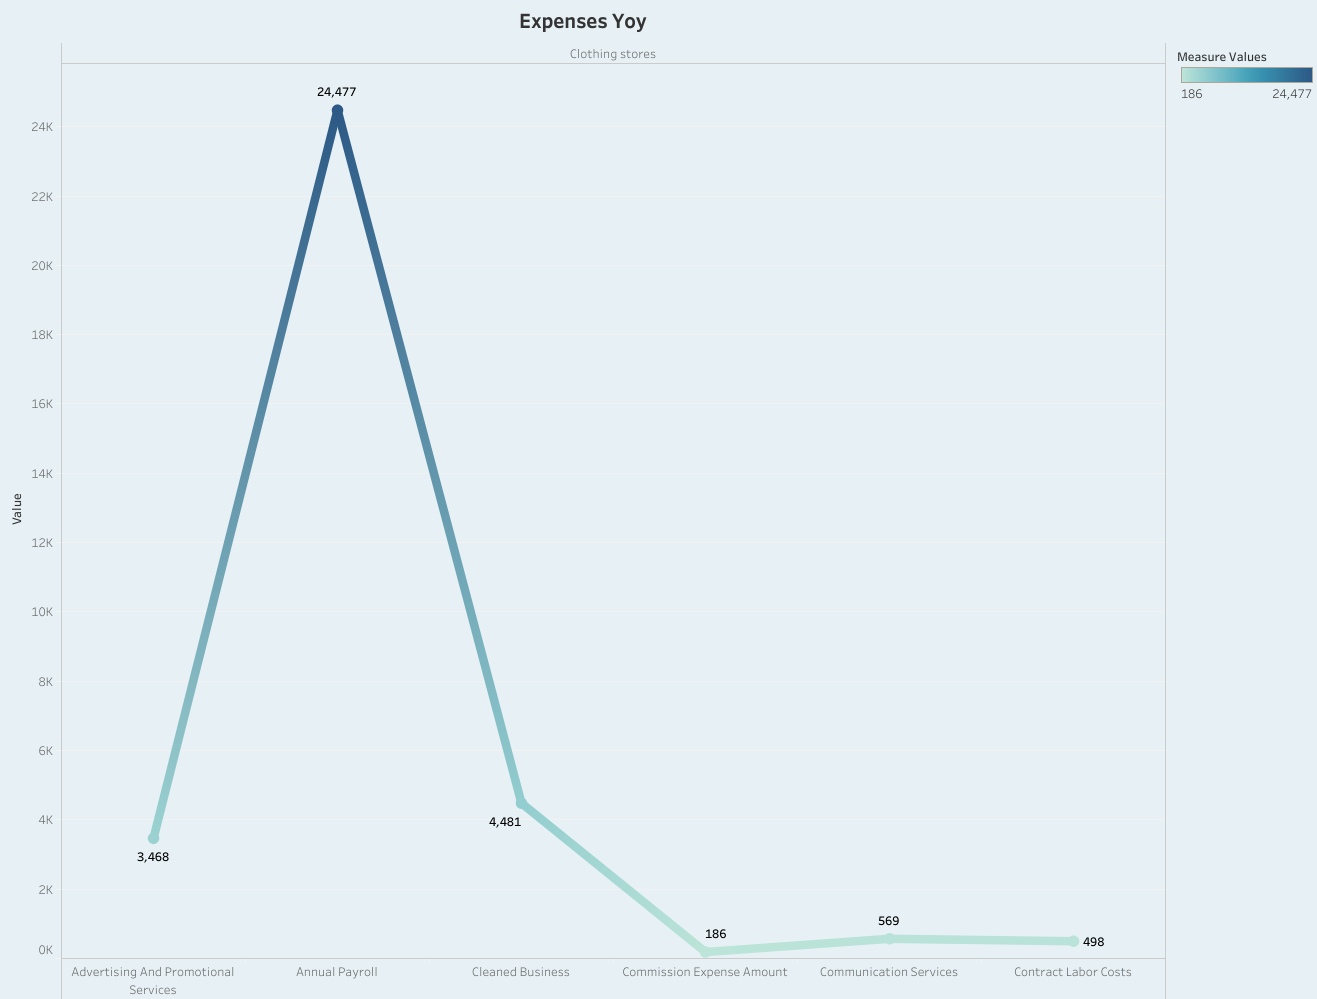 Expenses Yoy
Clothing stores
Measure Values
186 24,477
24,477
24K
22K
20K
18K
16K
14K
Value
12K
10K
8K
6K
4K
4,481
3,468
2K
186
569
498
0K
Advertising And Promotional
Services
Annual Payroll
Cleaned Business
Commission Expense Amount
Communication Services
Contract Labor Costs